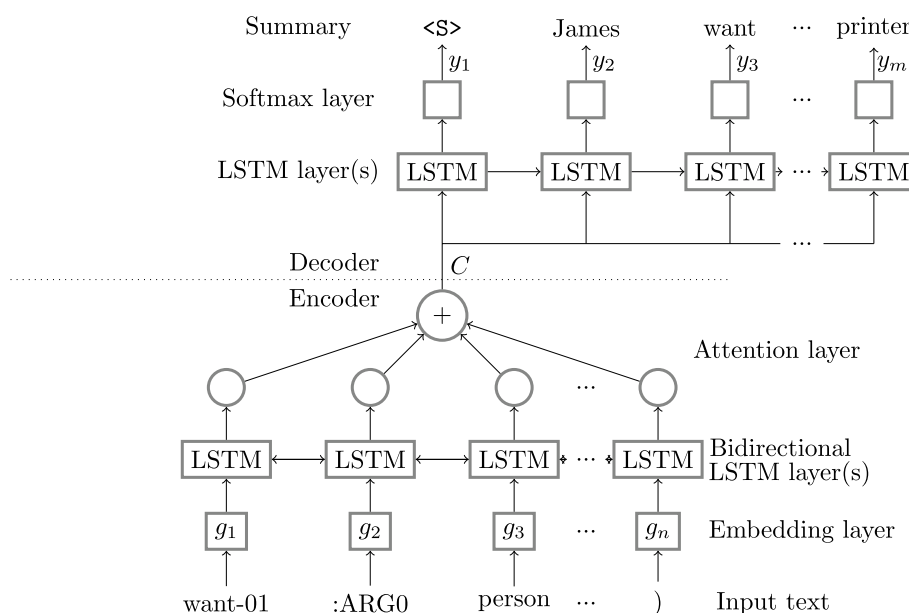 Summary <S> James want ... printer
y1 y2 y3 ym
Softmax layer ...
LSTM layer(s) LSTM LSTM LSTM ... LSTM
...
Decoder C
Encoder
+
Attention layer
...
LSTM LSTM LSTM ... LSTM Bidirectional
LSTM layer(s)
g1 g2 g3 ... gn Embedding layer
want-01 :ARG0 person ... ) Input text